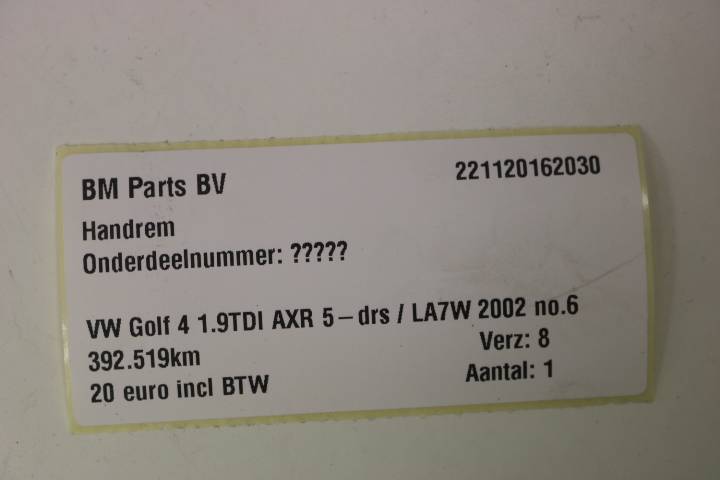 BM Parts BV 221120162030
Handrem
Onderdeelnummer: ?????
VW Golf 4 1.9TDI AXR 5-drs / LA7W 2002 no.6
392.519km Verz: 8
20 euro incl BTW Aantal: 1